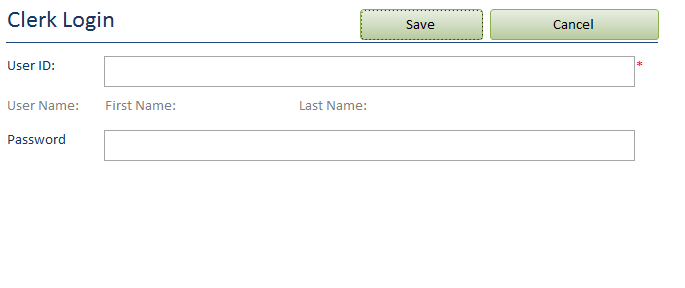 Clerk Login Save Cancel
User ID: *
User Name: First Name: Last Name:
Password